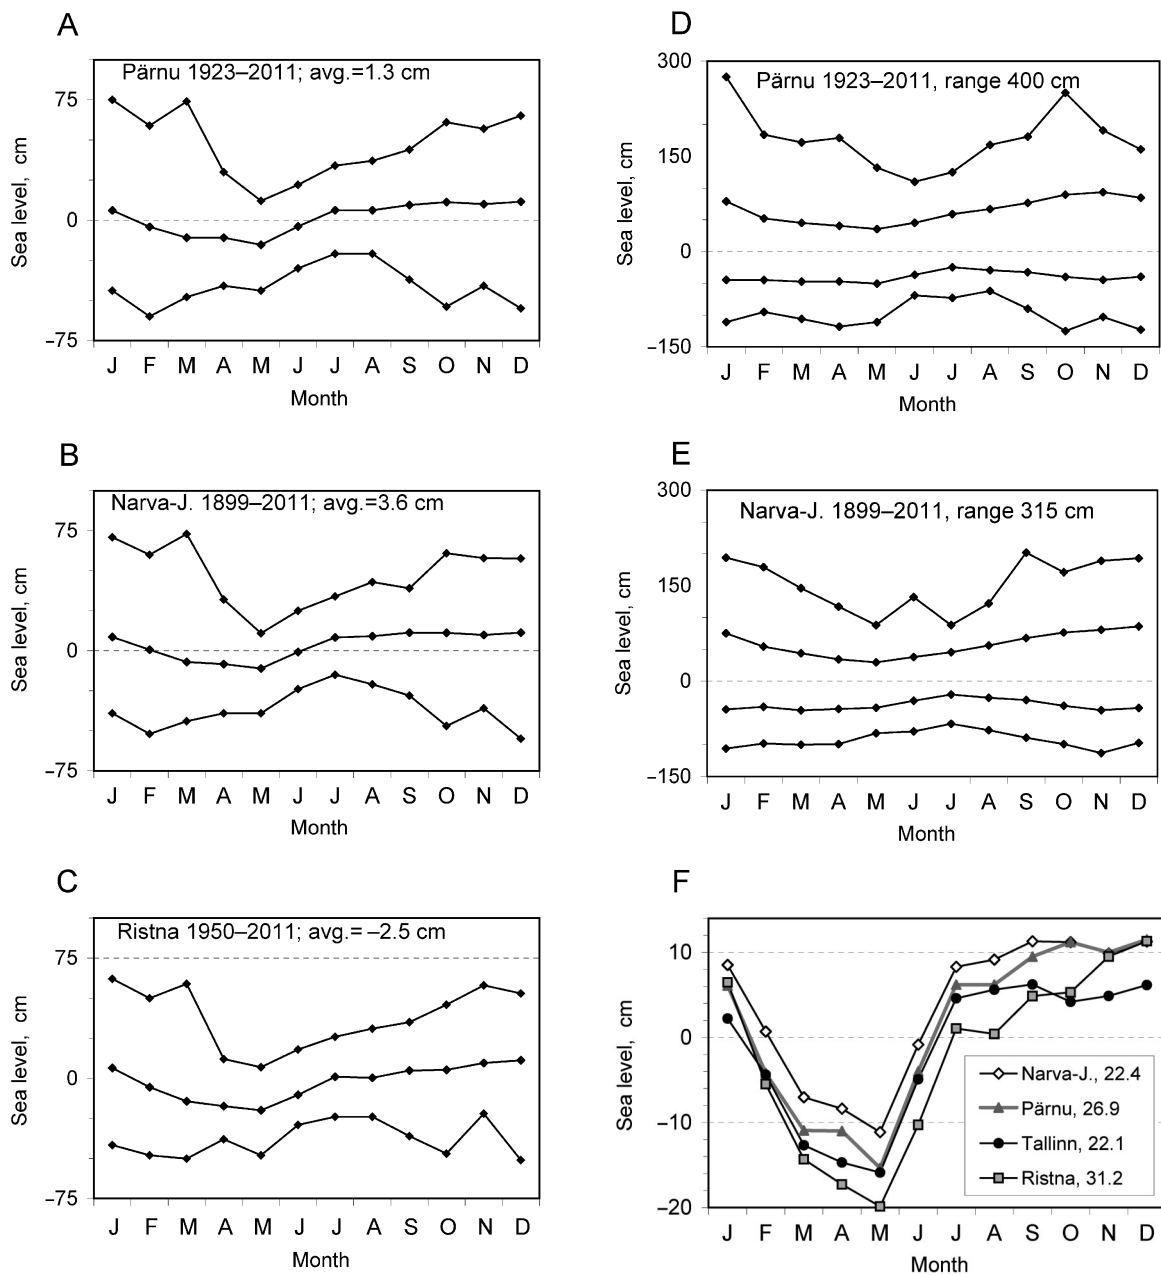 A
Pärnu 1923–2011; avg.=1.3 cm
75
0
–75
Sea level, cm
J F M A M J J A S O N D
Month
D
300
Pärnu 1923–2011, range 400 cm
150
0
–150
Sea level, cm
J F M A M J J A S O N D
Month
B
Narva-J. 1899–2011; avg.=3.6 cm
75
0
–75
Sea level, cm
J F M A M J J A S O N D
Month
E
300
Narva-J. 1899–2011, range 315 cm
150
0
–150
Sea level, cm
J F M A M J J A S O N D
Month
C
Ristna 1950–2011; avg.= –2.5 cm
75
0
–75
Sea level, cm
J F M A M J J A S O N D
Month
F
10
0
–10
–20
Sea level, cm
Narva-J., 22.4
Pärnu, 26.9
Tallinn, 22.1
Ristna, 31.2
J F M A M J J A S O N D
Month